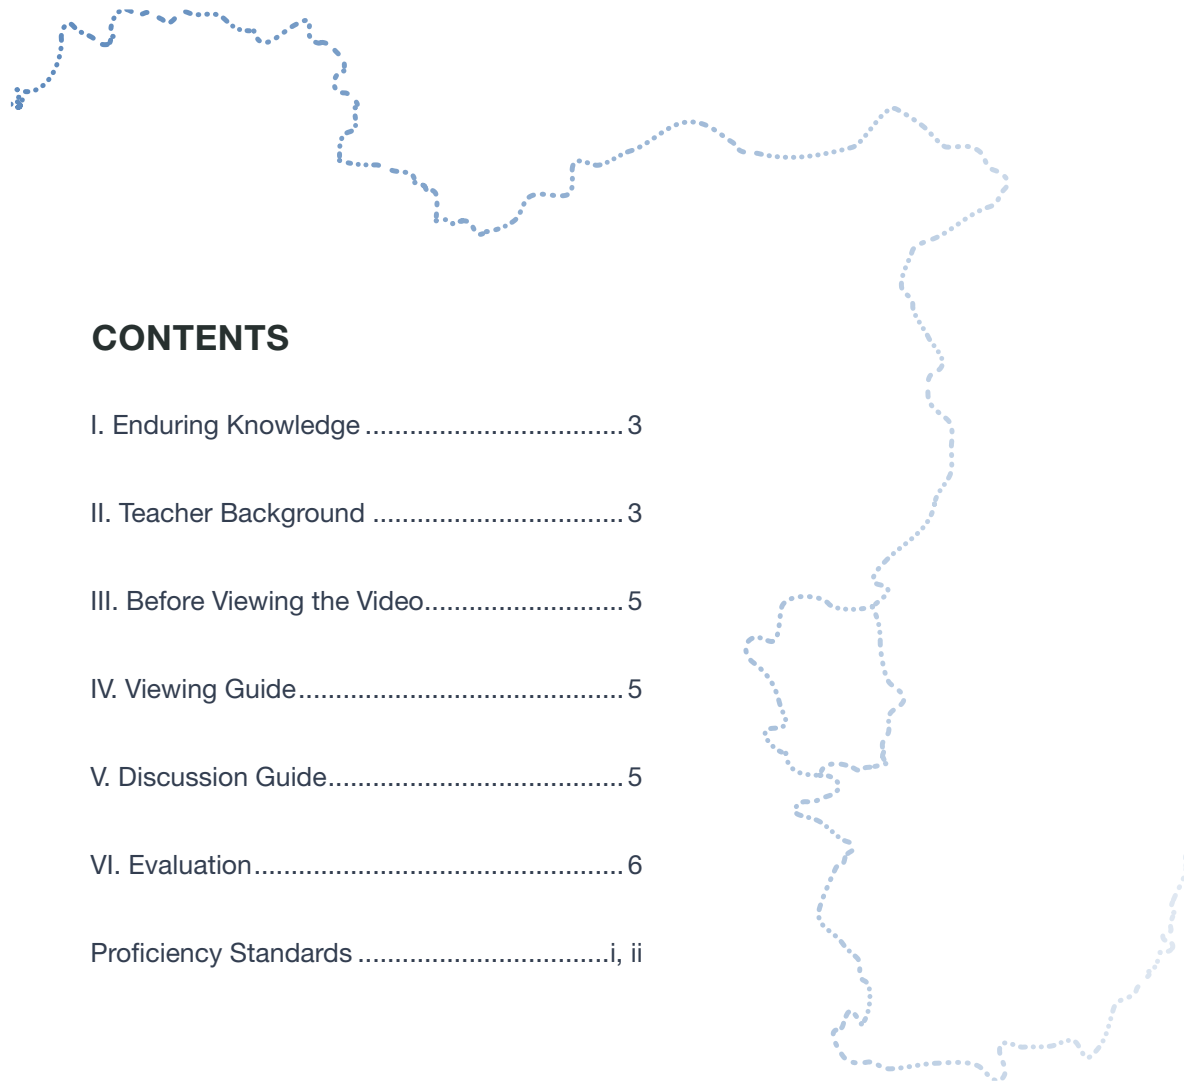 CONTENTS
I. Enduring Knowledge ................................... 3
II. Teacher Background .................................. 3
III. Before Viewing the Video........................... 5
IV. Viewing Guide............................................ 5
V. Discussion Guide........................................ 5
VI. Evaluation.................................................. 6
Proficiency Standards ..................................i, ii